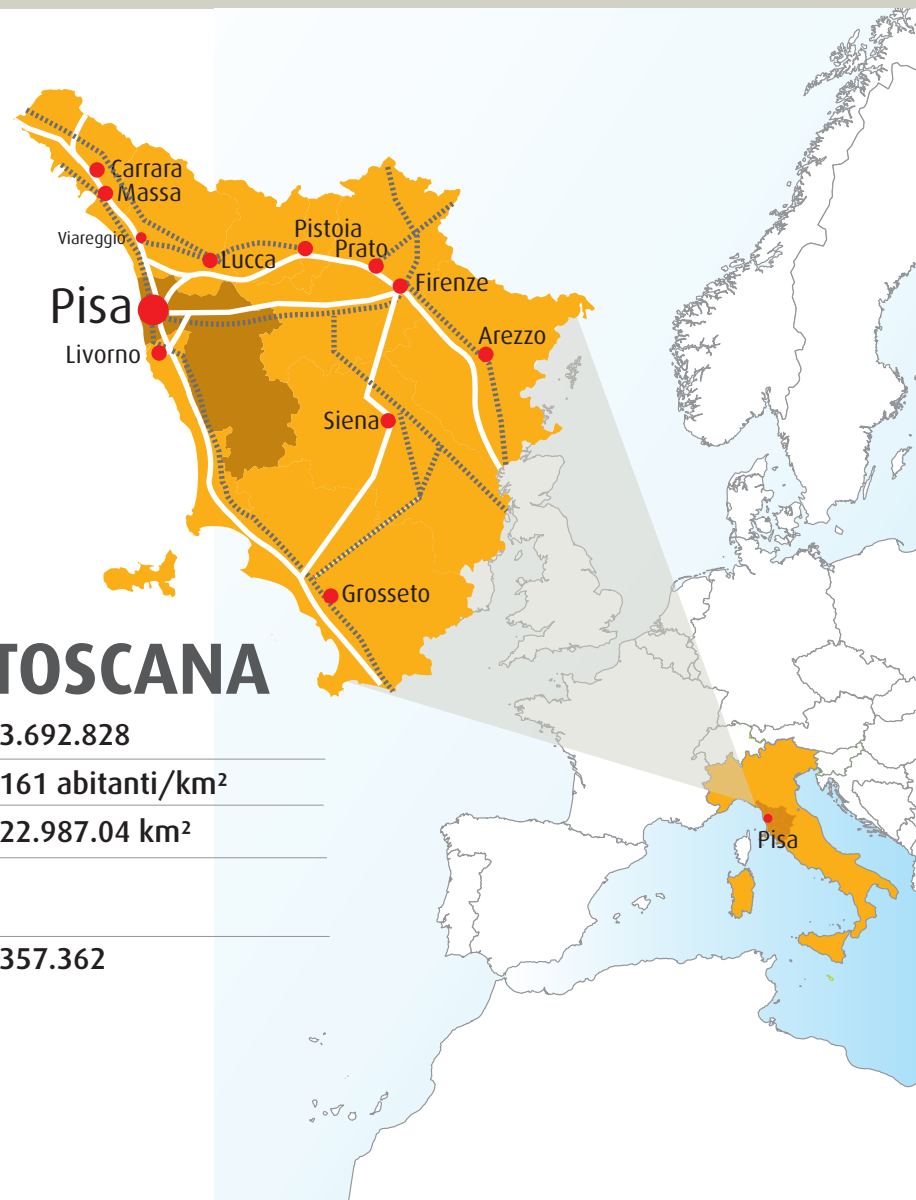 Carrara
Massa
Viareggio
Lucca
Pistoia
Prato
Firenze
Pisa
Livorno
Arezzo
Siena
Grosseto
TOSCANA
3.692.828
161 abitanti/km²
22.987.04 km²
357.362
Pisa